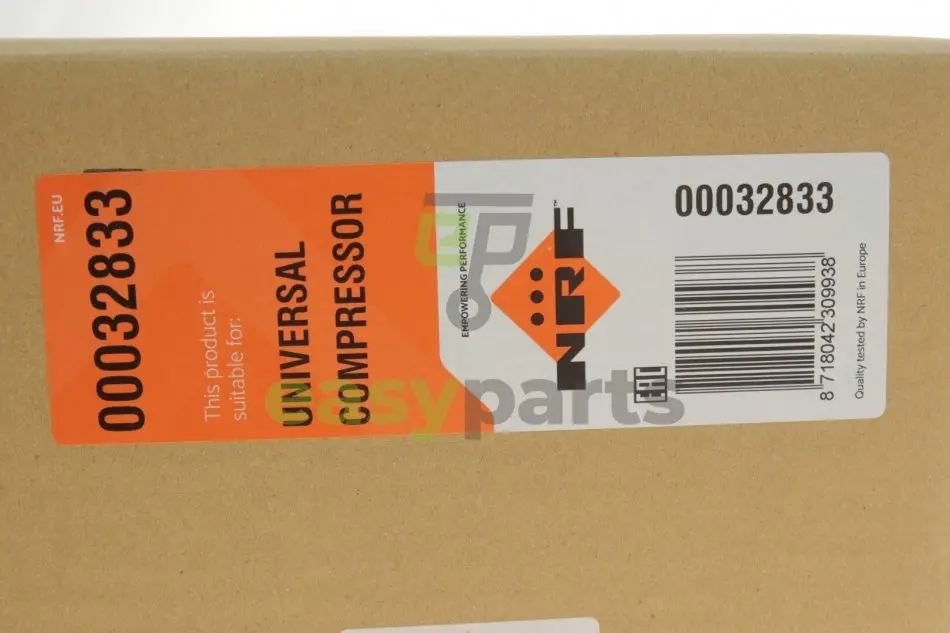 NRF.EU
00032833
This product is
suitable for:
UNIVERSAL
COMPRESSOR
EMPOWERING PERFORMANCE
NRF™
00032833
8 718042 309938
Quality tested by NRF in Europe
EAC
easyparts